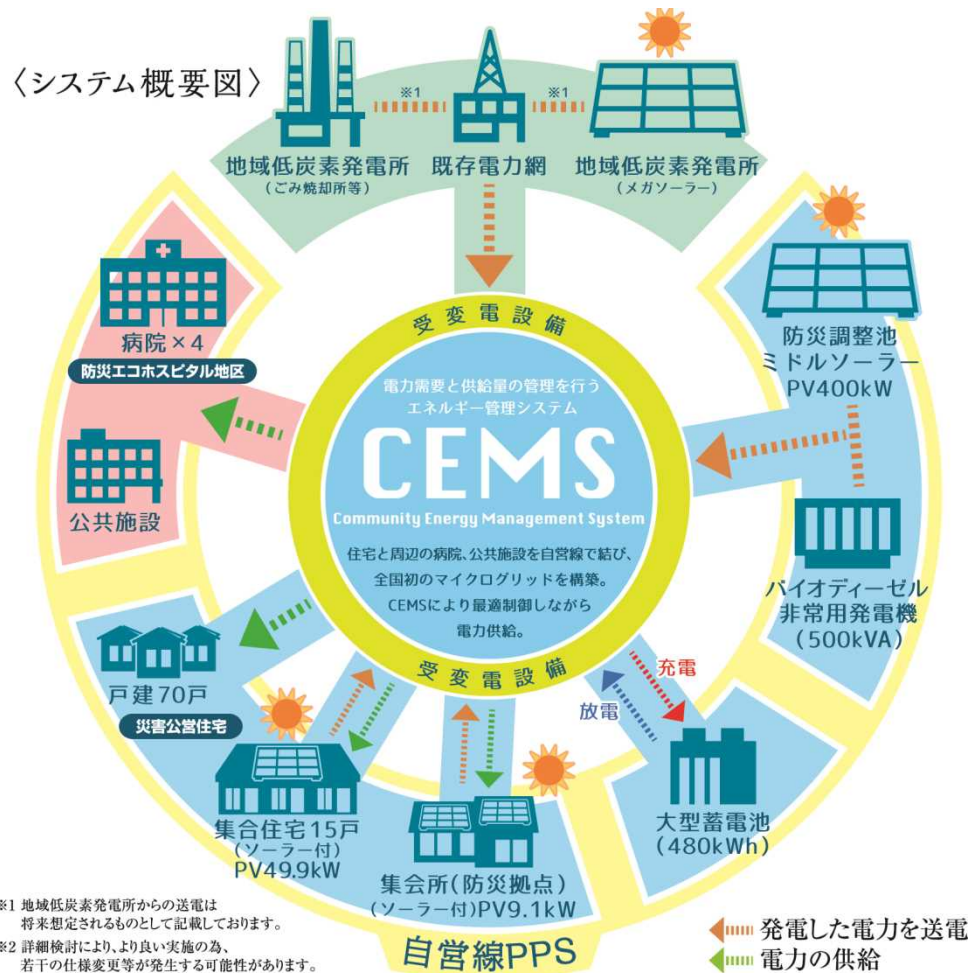 〈システム概要図〉
※1
※1
地域低炭素発電所
(ごみ焼却所等)
既存電力網
地域低炭素発電所
(メガソーラー)
病院×4
防災エコホスピタル地区
公共施設
防災調整池
ミドルソーラー
PV400kW
バイオディーゼル
非常用発電機
(500kVA)
受変電設備
電力需要と供給量の管理を行う
エネルギー管理システム
CEMS
Community Energy Management System
住宅と周辺の病院、公共施設を自営線で結び、
全国初のマイクログリッドを構築。
CEMSにより最適制御しながら
電力供給。
受変電設備
戸建70戸
災害公営住宅
集合住宅15戸
(ソーラー付)
PV49.9kW
集会所(防災拠点)
(ソーラー付)PV9.1kW
充電
放電
大型蓄電池
(480kWh)
自営線PPS
※1 地域低炭素発電所からの送電は
将来想定されるものとして記載しております。
※2 詳細検討により、より良い実施の為、
若干の仕様変更等が発生する可能性があります。
発電した電力を送電
電力の供給